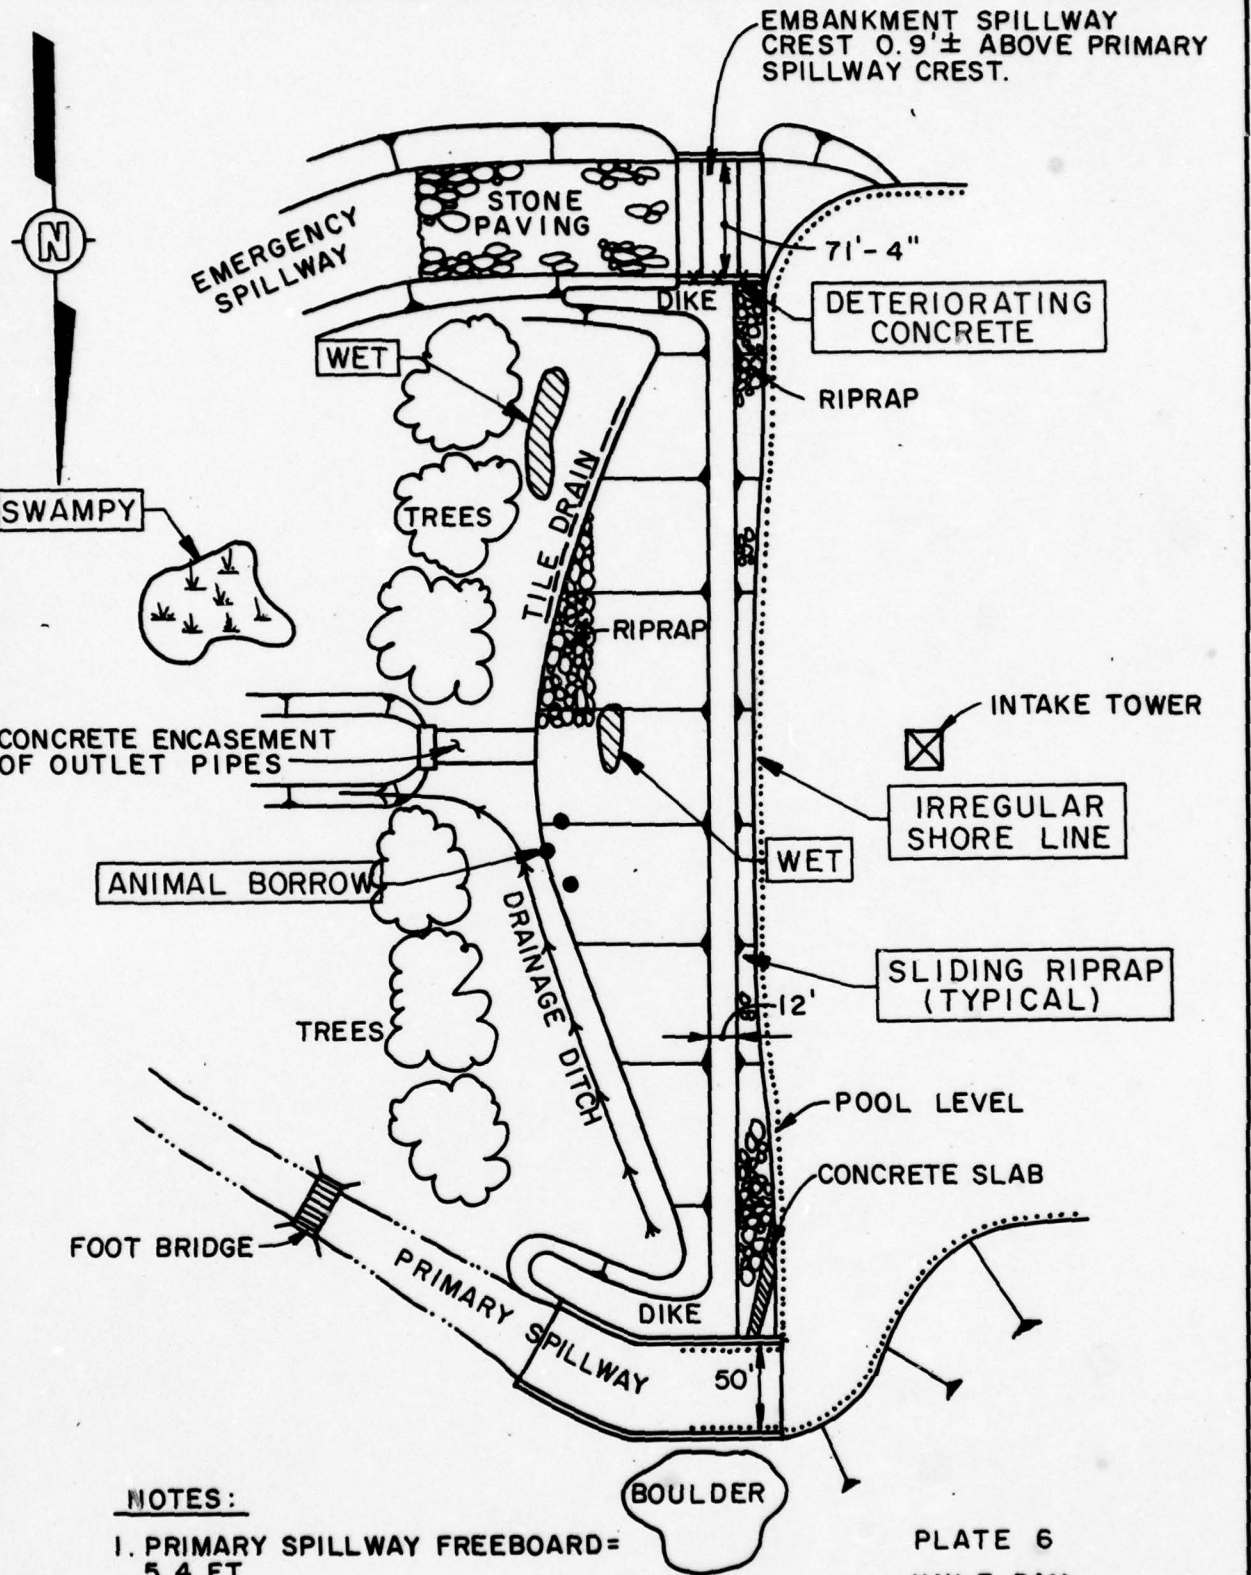 EMBANKMENT SPILLWAY
CREST 0.9'± ABOVE PRIMARY
SPILLWAY CREST.
STONE
PAVING
N
EMERGENCY
SPILLWAY
71'-4"
DIKE
DETERIORATING
CONCRETE
WET
RIPRAP
TREES
TILE DRAIN
SWAMPY
RIPRAP
INTAKE TOWER
CONCRETE ENCASEMENT
OF OUTLET PIPES
IRREGULAR
SHORE LINE
WET
ANIMAL BORROW
DRAINAGE DITCH
SLIDING RIPRAP
(TYPICAL)
12'
TREES
POOL LEVEL
CONCRETE SLAB
FOOT BRIDGE
PRIMARY SPILLWAY
DIKE
50'
BOULDER
NOTES:
1. PRIMARY SPILLWAY FREEBOARD=
5.4 FT
PLATE 6